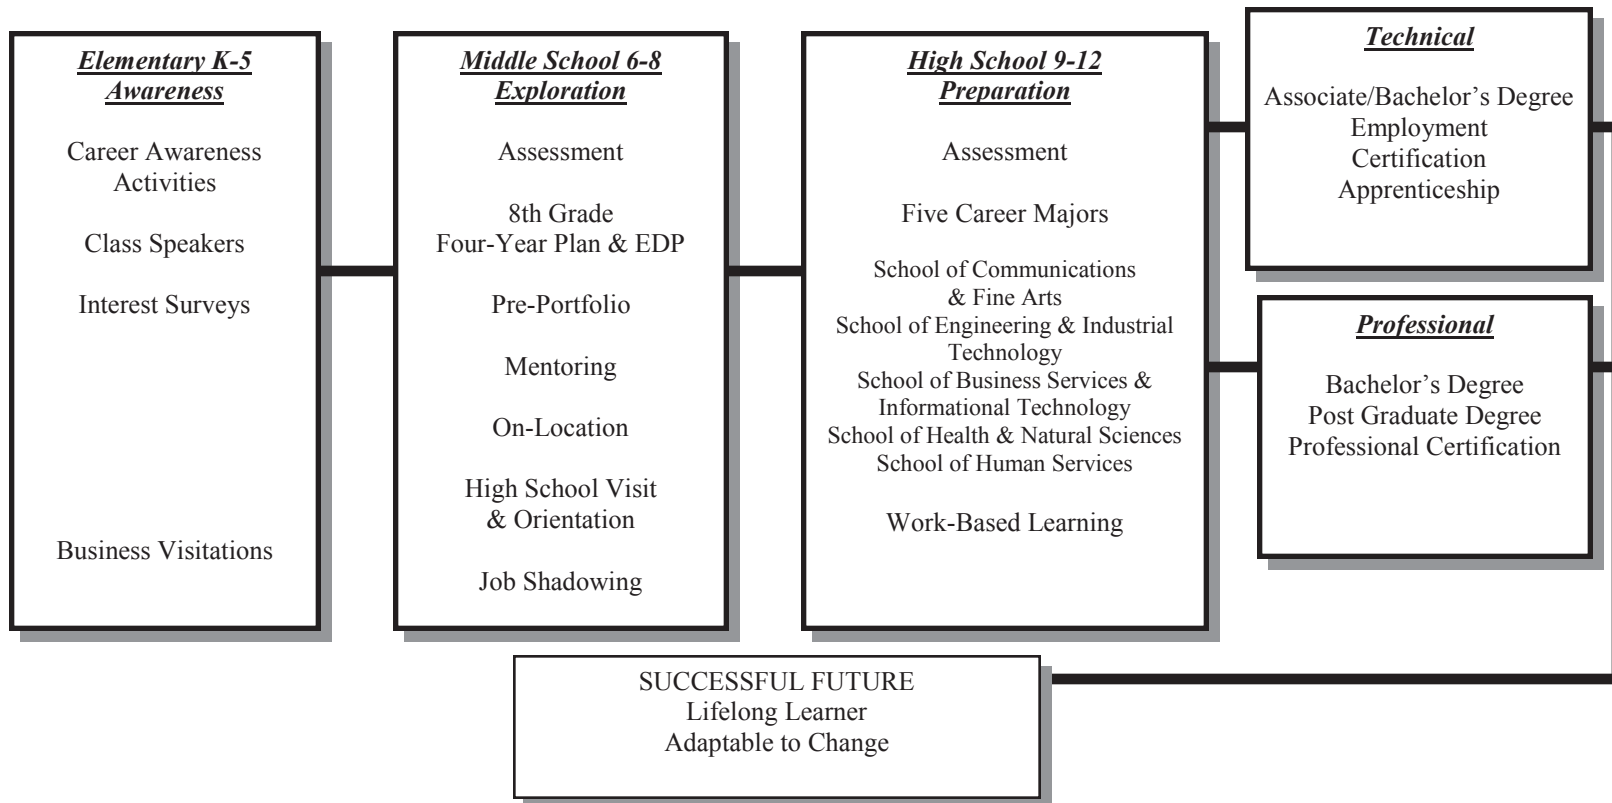 Elementary K-5
Awareness
Career Awareness
Activities
Class Speakers
Interest Surveys
Business Visitations
Middle School 6-8
Exploration
Assessment
8th Grade
Four-Year Plan & EDP
Pre-Portfolio
Mentoring
On-Location
High School Visit
& Orientation
Job Shadowing
High School 9-12
Preparation
Assessment
Five Career Majors
School of Communications
& Fine Arts
School of Engineering & Industrial
Technology
School of Business Services &
Informational Technology
School of Health & Natural Sciences
School of Human Services
Work-Based Learning
Technical
Associate/Bachelor’s Degree
Employment
Certification
Apprenticeship
Professional
Bachelor’s Degree
Post Graduate Degree
Professional Certification
SUCCESSFUL FUTURE
Lifelong Learner
Adaptable to Change